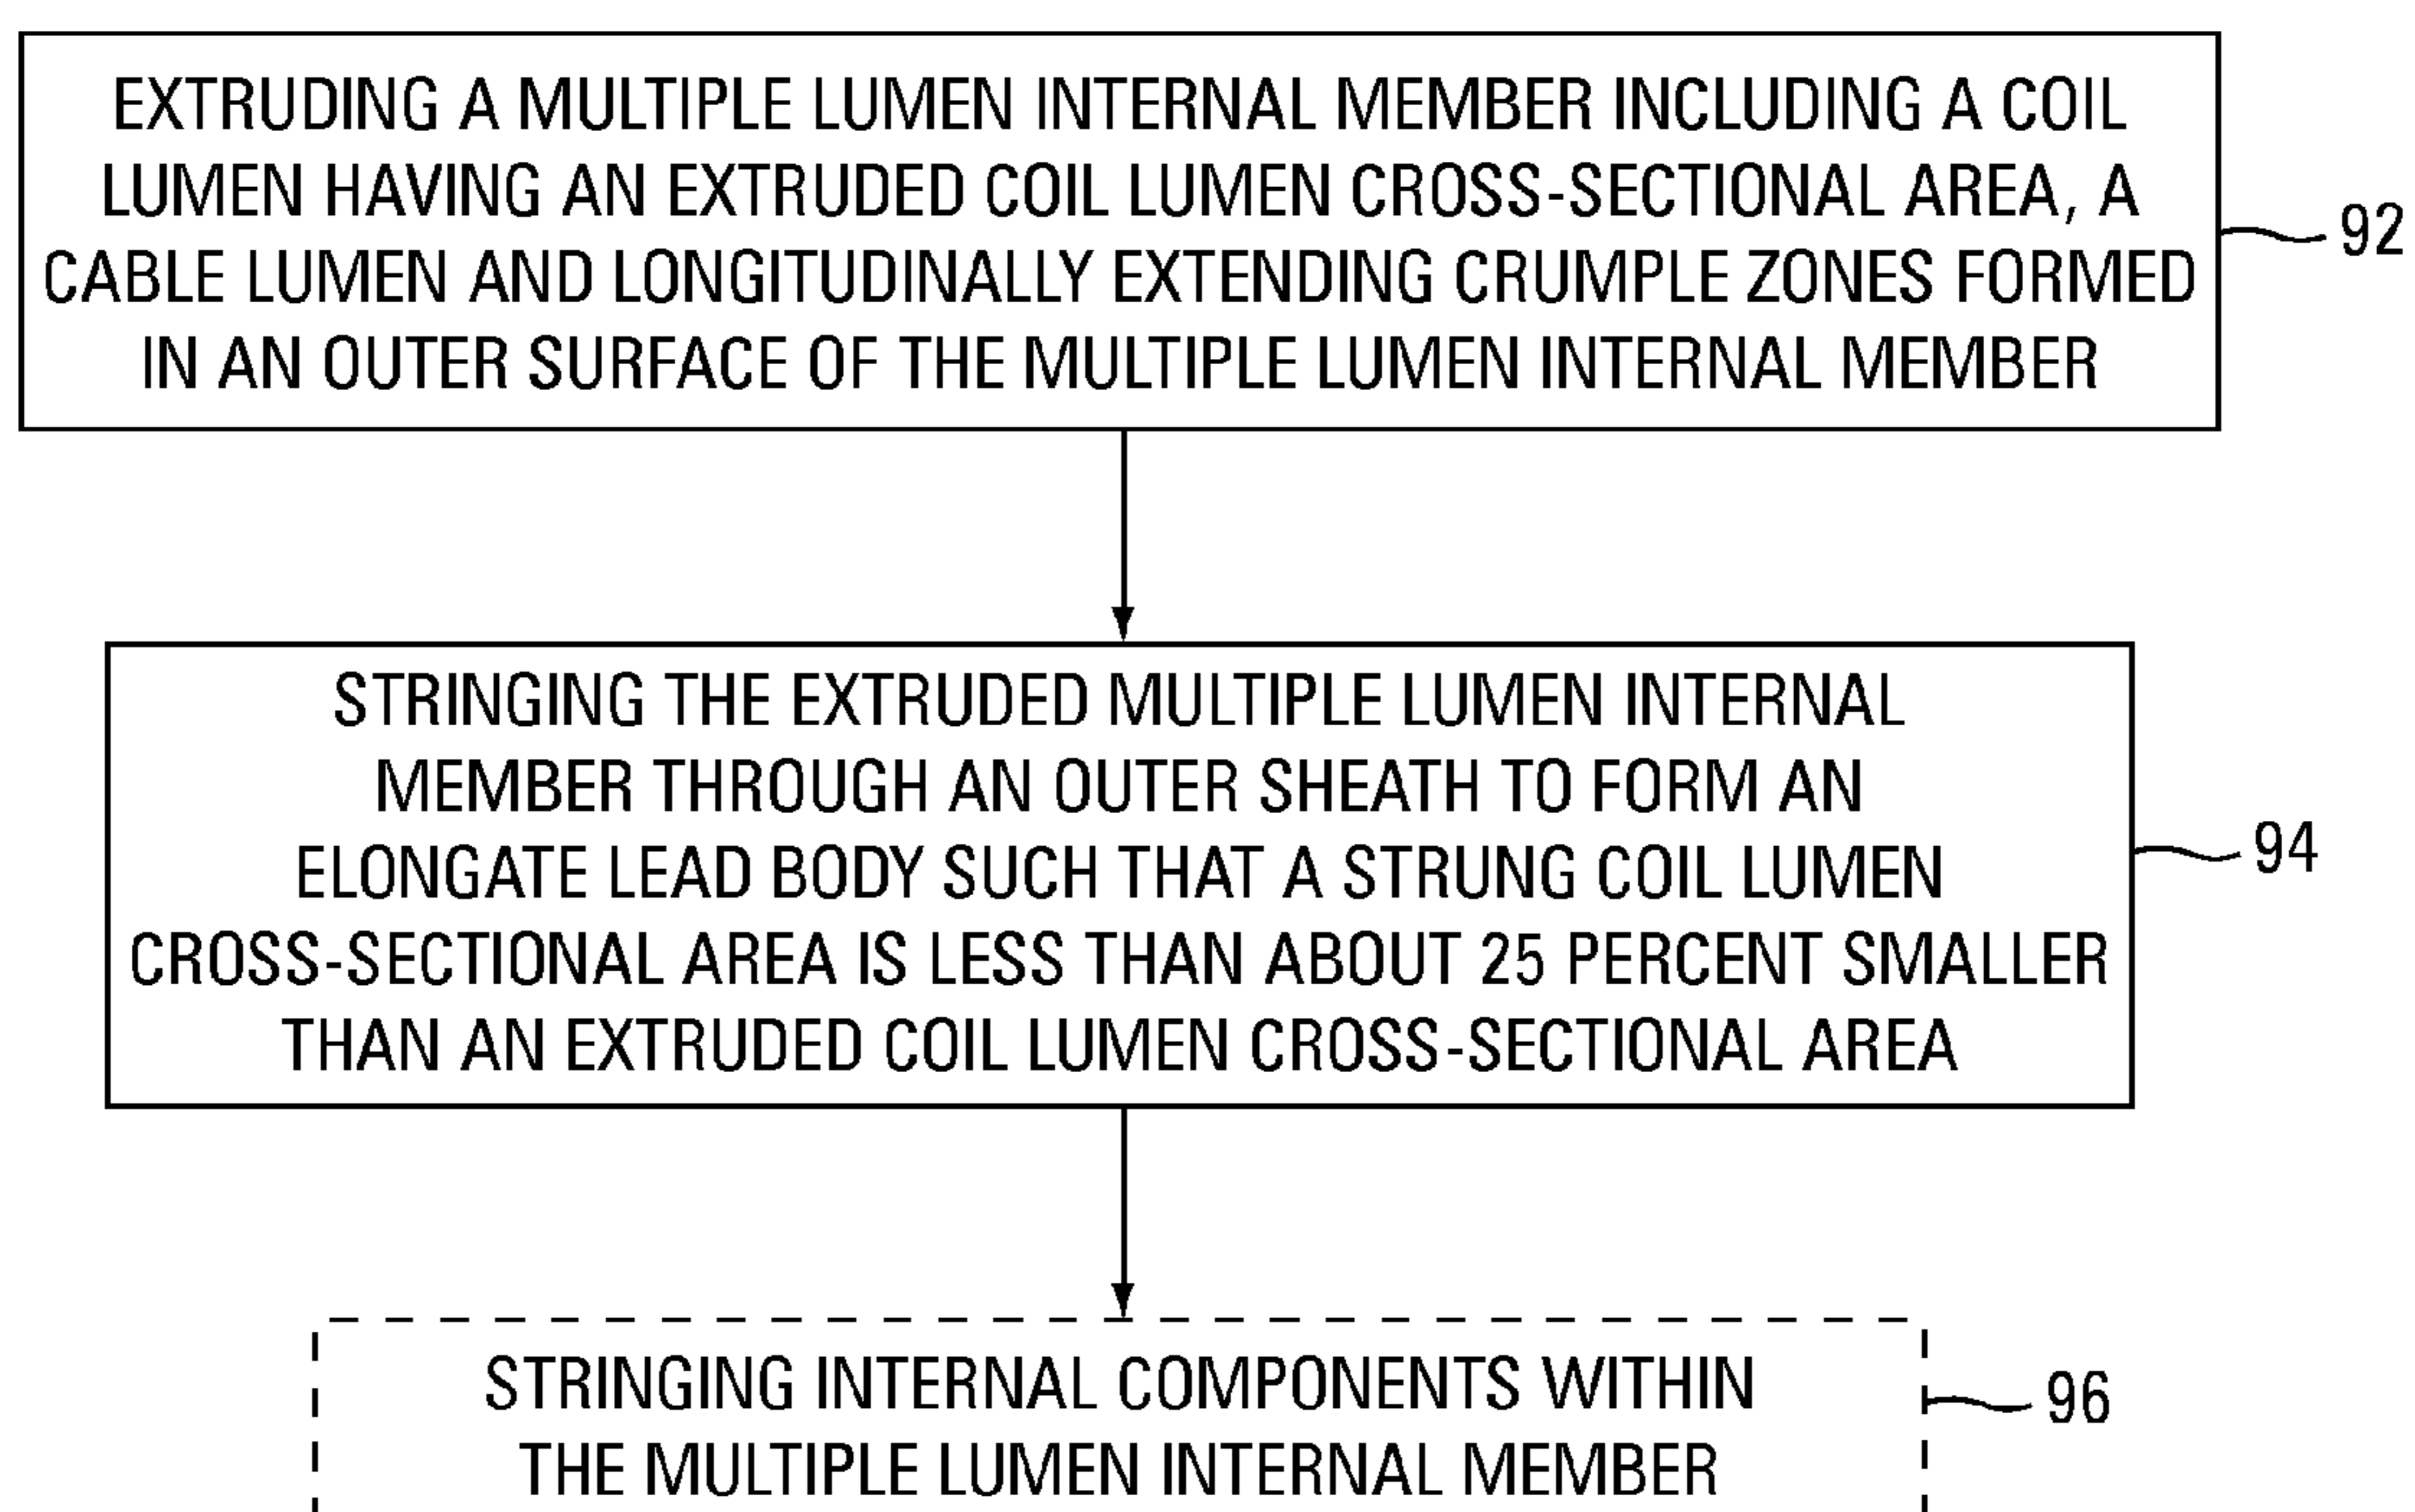 EXTRUDING A MULTIPLE LUMEN INTERNAL MEMBER INCLUDING A COIL
LUMEN HAVING AN EXTRUDED COIL LUMEN CROSS-SECTIONAL AREA, A
CABLE LUMEN AND LONGITUDINALLY EXTENDING CRUMPLE ZONES FORMED
IN AN OUTER SURFACE OF THE MULTIPLE LUMEN INTERNAL MEMBER
92
STRINGING THE EXTRUDED MULTIPLE LUMEN INTERNAL
MEMBER THROUGH AN OUTER SHEATH TO FORM AN
ELONGATE LEAD BODY SUCH THAT A STRUNG COIL LUMEN
CROSS-SECTIONAL AREA IS LESS THAN ABOUT 25 PERCENT SMALLER
THAN AN EXTRUDED COIL LUMEN CROSS-SECTIONAL AREA
94
STRINGING INTERNAL COMPONENTS WITHIN
THE MULTIPLE LUMEN INTERNAL MEMBER
96